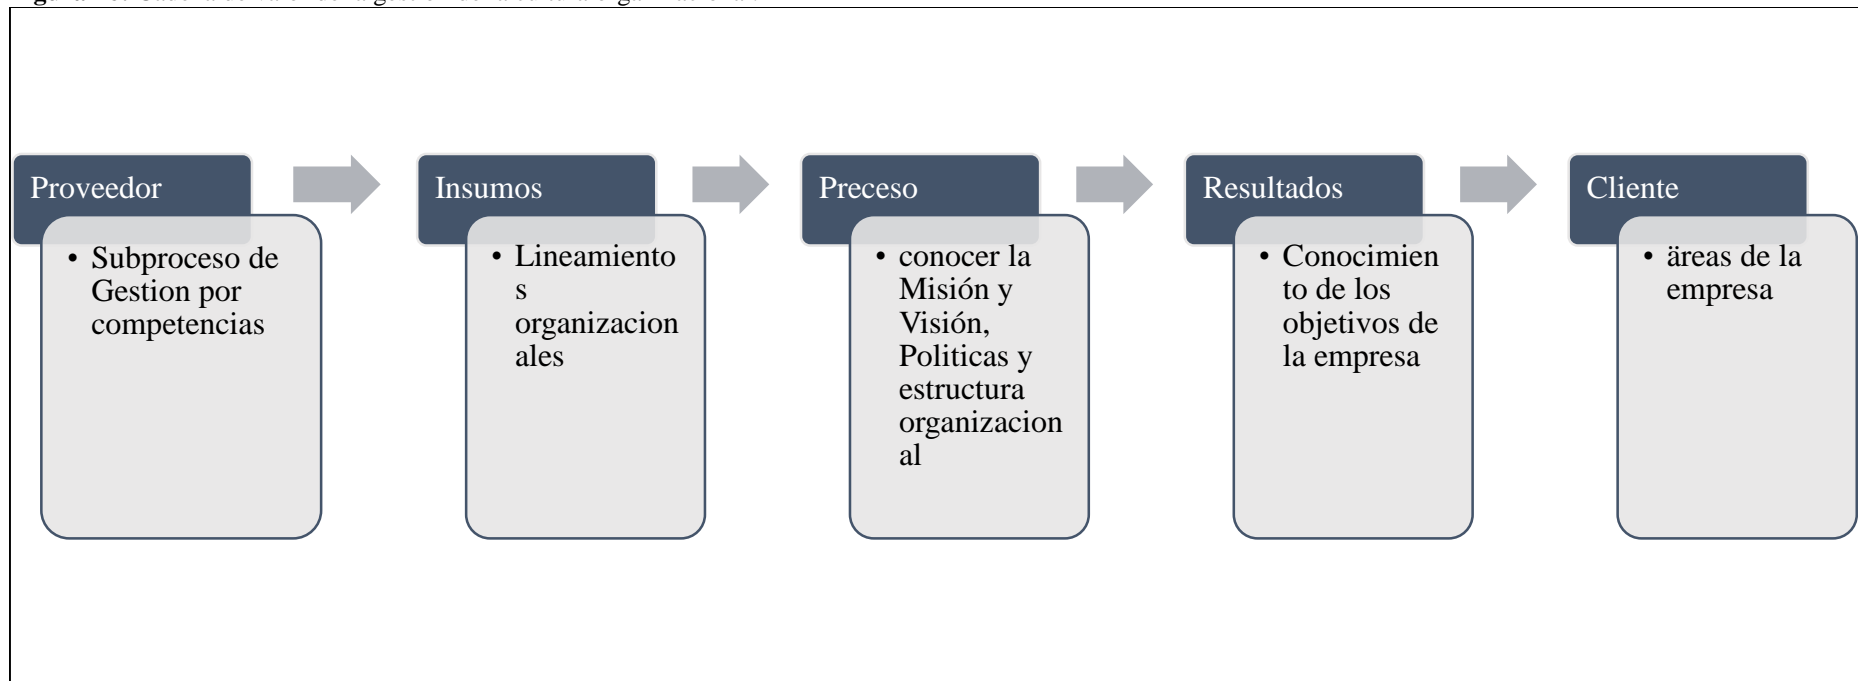 Proveedor
Subproceso de
Gestion por
competencias
Insumos
Lineamiento
s
organizacion
ales
Preceso
conocer la
Misión y
Visión,
Politicas y
estructura
organizacion
al
Resultados
Conocimien
to de los
objetivos de
la empresa
Cliente
äreas de la
empresa